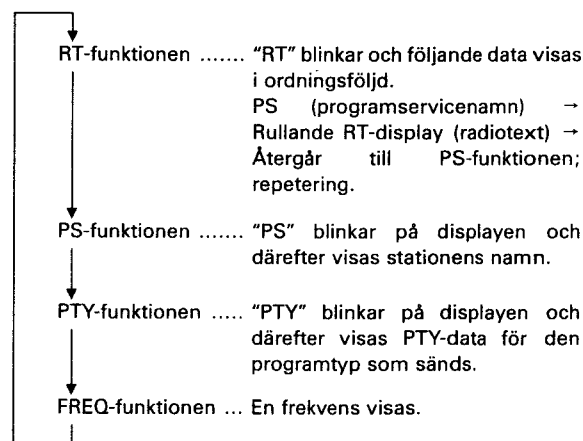 RT-funktionen ....... "RT" blinkar och följande data visas
i ordningsföljd.
PS (programservicenamn) →
Rullande RT-display (radiotext) →
Återgår till PS-funktionen;
repetering.
PS-funktionen ....... "PS" blinkar på displayen och
därefter visas stationens namn.
PTY-funktionen ..... "PTY" blinkar på displayen och
därefter visas PTY-data för den
programtyp som sänds.
FREQ-funktionen ... En frekvens visas.